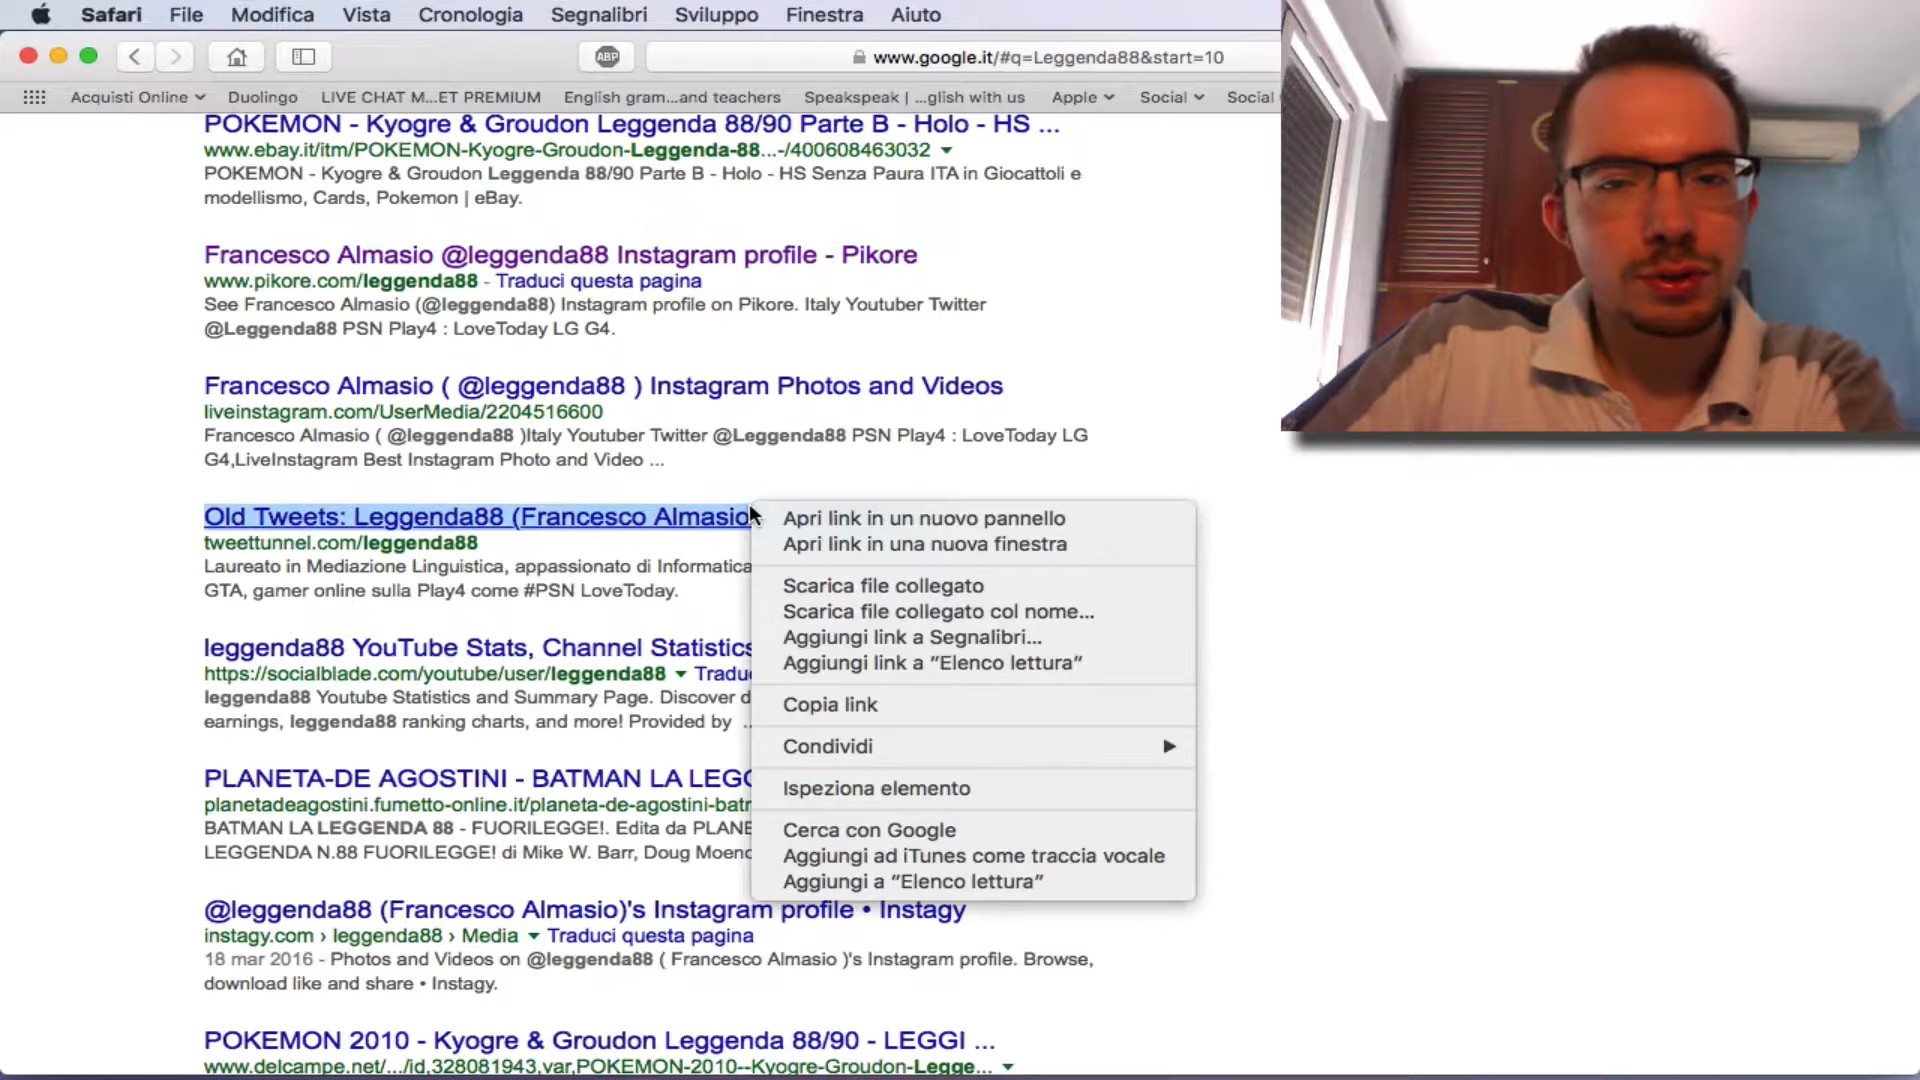 Safari File Modifica Vista Cronologia Segnalibri Sviluppo Finestra Aiuto
ABP www.google.it/#q=Leggenda88&start=10
Acquisti Online Duolingo LIVE CHAT M...ET PREMIUM English gram...and teachers Speakspeak | ...glish with us Apple Social Social
POKEMON - Kyogre & Groudon Leggenda 88/90 Parte B - Holo - HS ...
www.ebay.it/itm/POKEMON-Kyogre-Groudon-Leggenda-88...-/400608463032
POKEMON - Kyogre & Groudon Leggenda 88/90 Parte B - Holo - HS Senza Paura ITA in Giocattoli e
modellismo, Cards, Pokemon | eBay.
Francesco Almasio @leggenda88 Instagram profile - Pikore
www.pikore.com/leggenda88 - Traduci questa pagina
See Francesco Almasio (@leggenda88) Instagram profile on Pikore. Italy Youtuber Twitter
@Leggenda88 PSN Play4 : LoveToday LG G4.
Francesco Almasio ( @leggenda88 ) Instagram Photos and Videos
liveinstagram.com/UserMedia/2204516600
Francesco Almasio ( @leggenda88 )Italy Youtuber Twitter @Leggenda88 PSN Play4 : LoveToday LG
G4,LiveInstagram Best Instagram Photo and Video ...
Old Tweets: Leggenda88 (Francesco Almasio
tweettunnel.com/leggenda88
Laureato in Mediazione Linguistica, appassionato di Informatica
GTA, gamer online sulla Play4 come #PSN LoveToday.
leggenda88 YouTube Stats, Channel Statistics
https://socialblade.com/youtube/user/leggenda88 Tradu
leggenda88 Youtube Statistics and Summary Page. Discover d
earnings, leggenda88 ranking charts, and more! Provided by ..
PLANETA-DE AGOSTINI - BATMAN LA LEGG
planetadeagostini.fumetto-online.it/planeta-de-agostini-batr
BATMAN LA LEGGENDA 88 - FUORILEGGE!. Edita da PLANE
LEGGENDA N.88 FUORILEGGE! di Mike W. Barr, Doug Moenc
@leggenda88 (Francesco Almasio)'s Instagram profile • Instagy
instagy.com › leggenda88 › Media Traduci questa pagina
18 mar 2016 - Photos and Videos on @leggenda88 ( Francesco Almasio )'s Instagram profile. Browse,
download like and share • Instagy.
POKEMON 2010 - Kyogre & Groudon Leggenda 88/90 - LEGGI ...
www.delcampe.net/.../id,328081943,var,POKEMON-2010--Kyogre-Groudon-Legge...
Apri link in un nuovo pannello
Apri link in una nuova finestra
Scarica file collegato
Scarica file collegato col nome...
Aggiungi link a Segnalibri...
Aggiungi link a “Elenco lettura”
Copia link
Condividi
Ispeziona elemento
Cerca con Google
Aggiungi ad iTunes come traccia vocale
Aggiungi a “Elenco lettura”